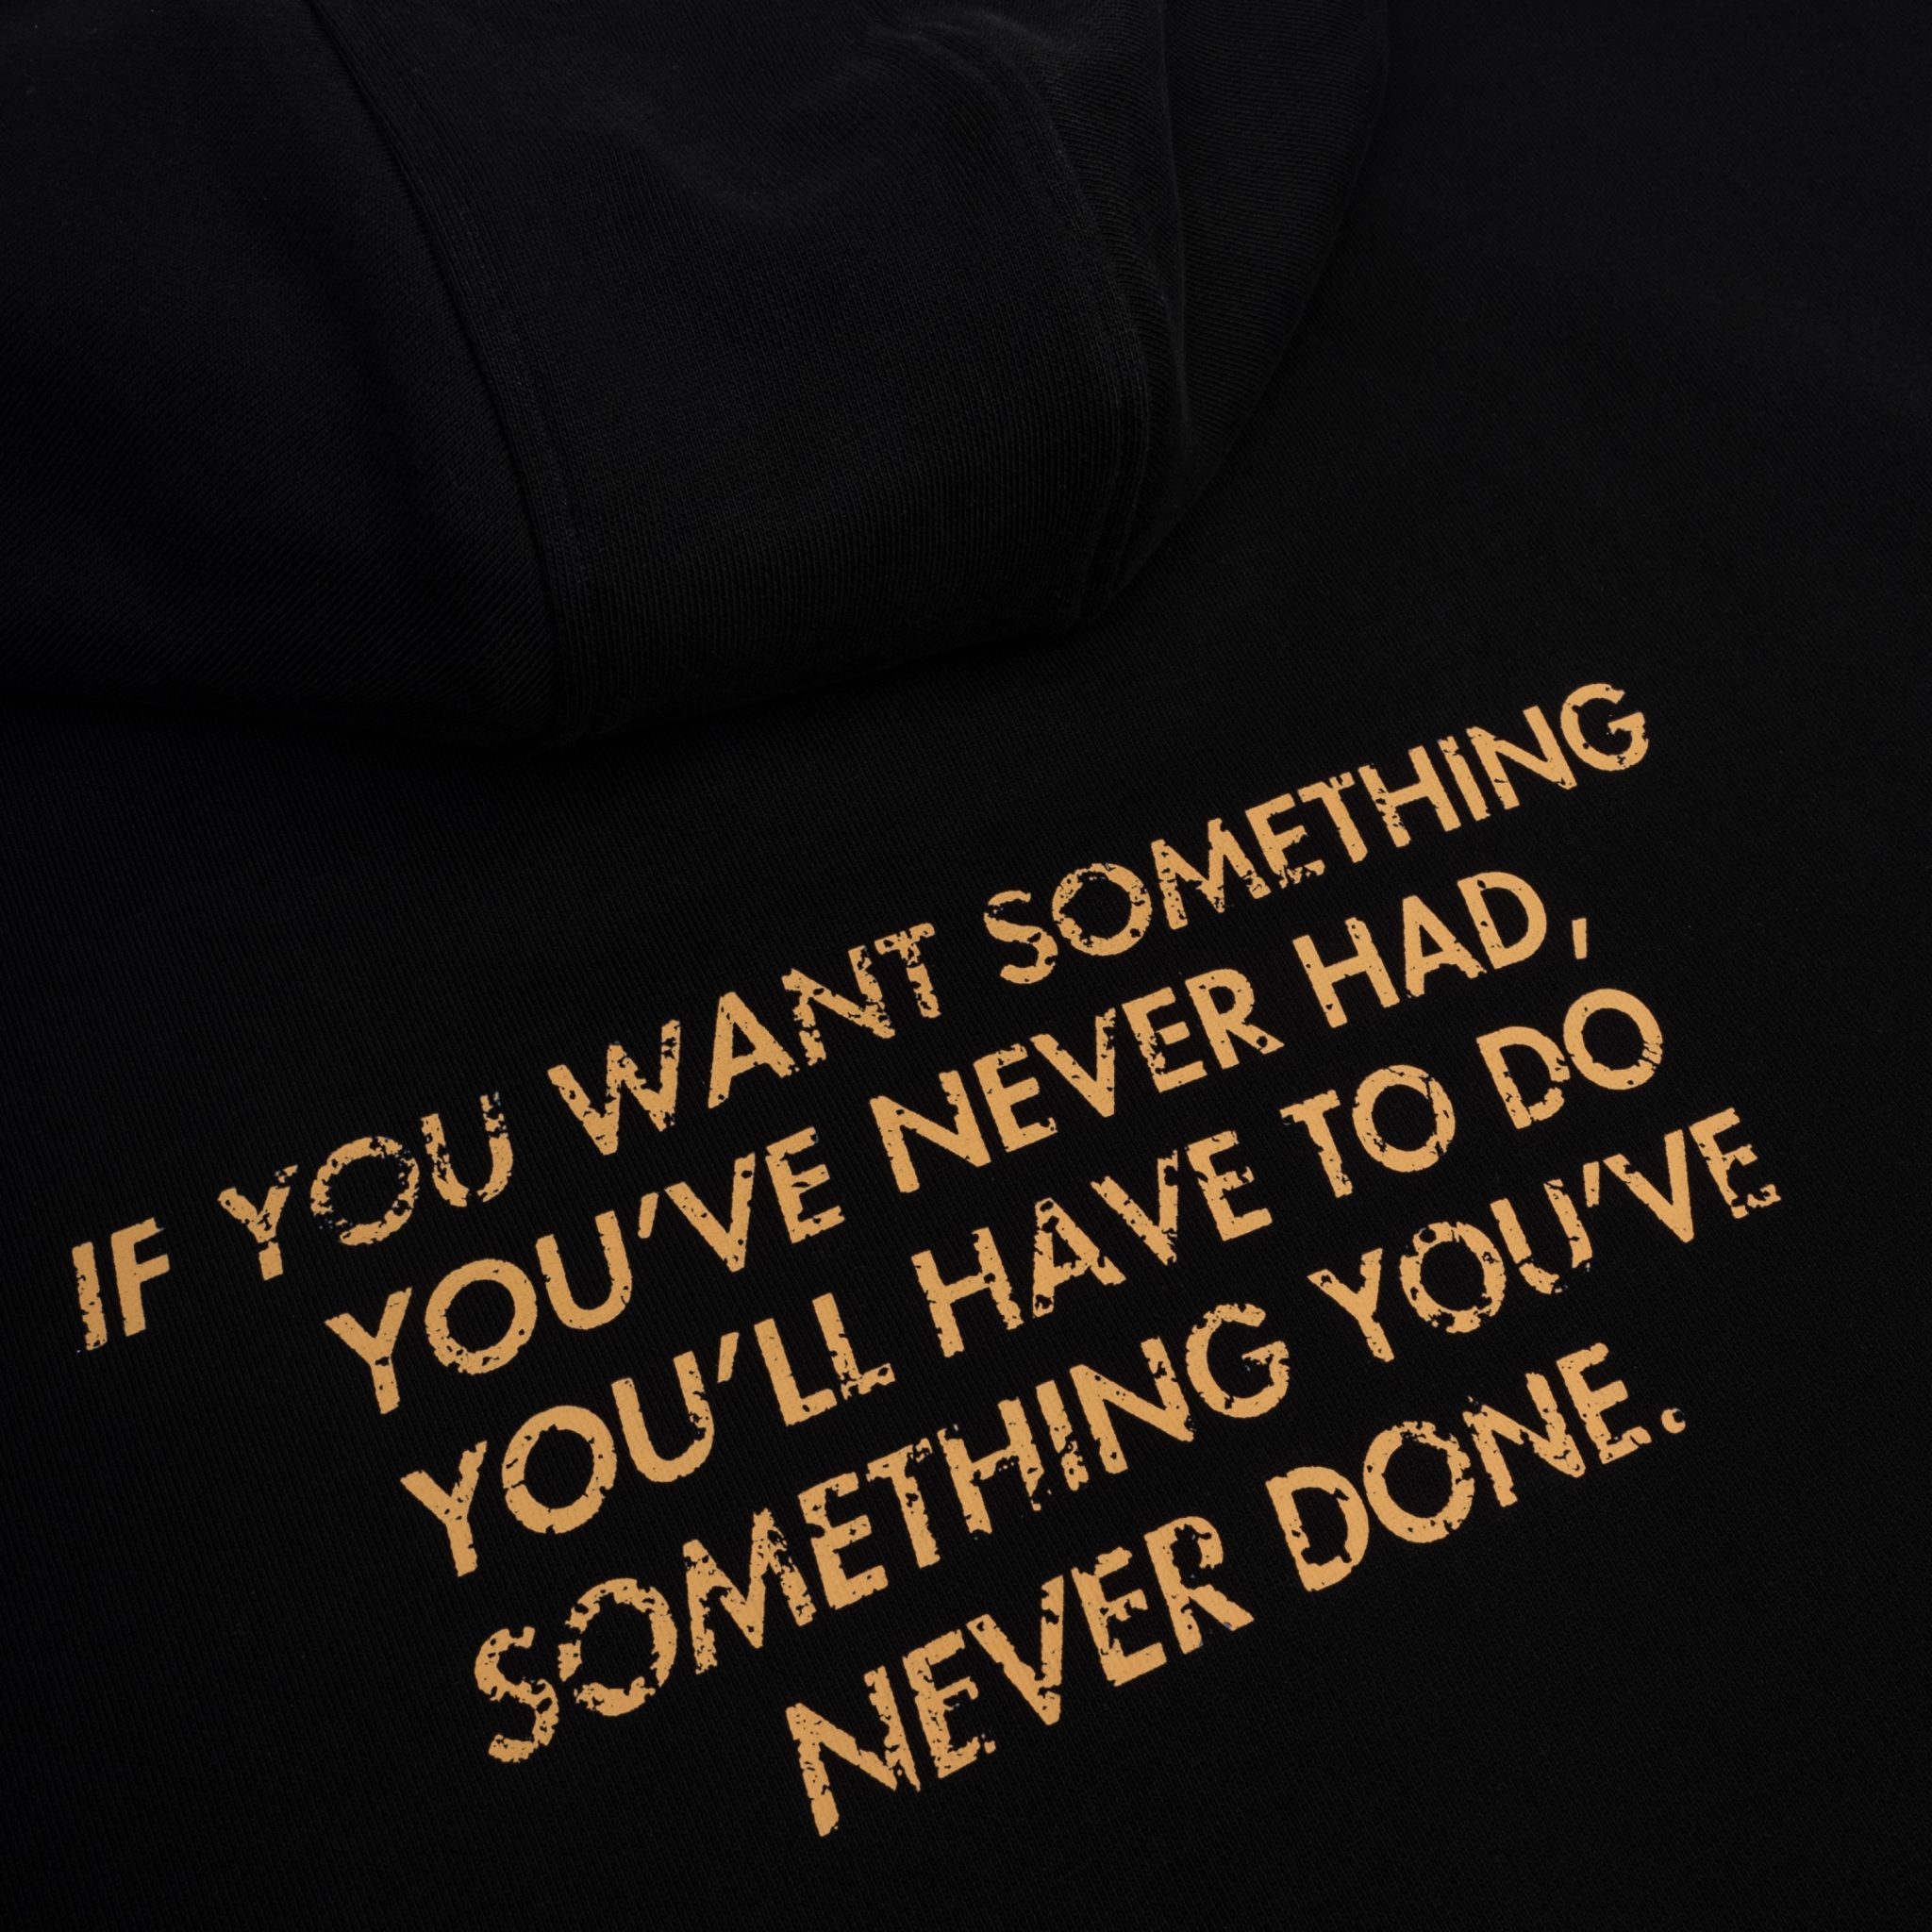 IF YOU WANT SOMETHING
YOU'VE NEVER HAD,
YOU'LL HAVE TO DO
SOMETHING YOU'VE
NEVER DONE.